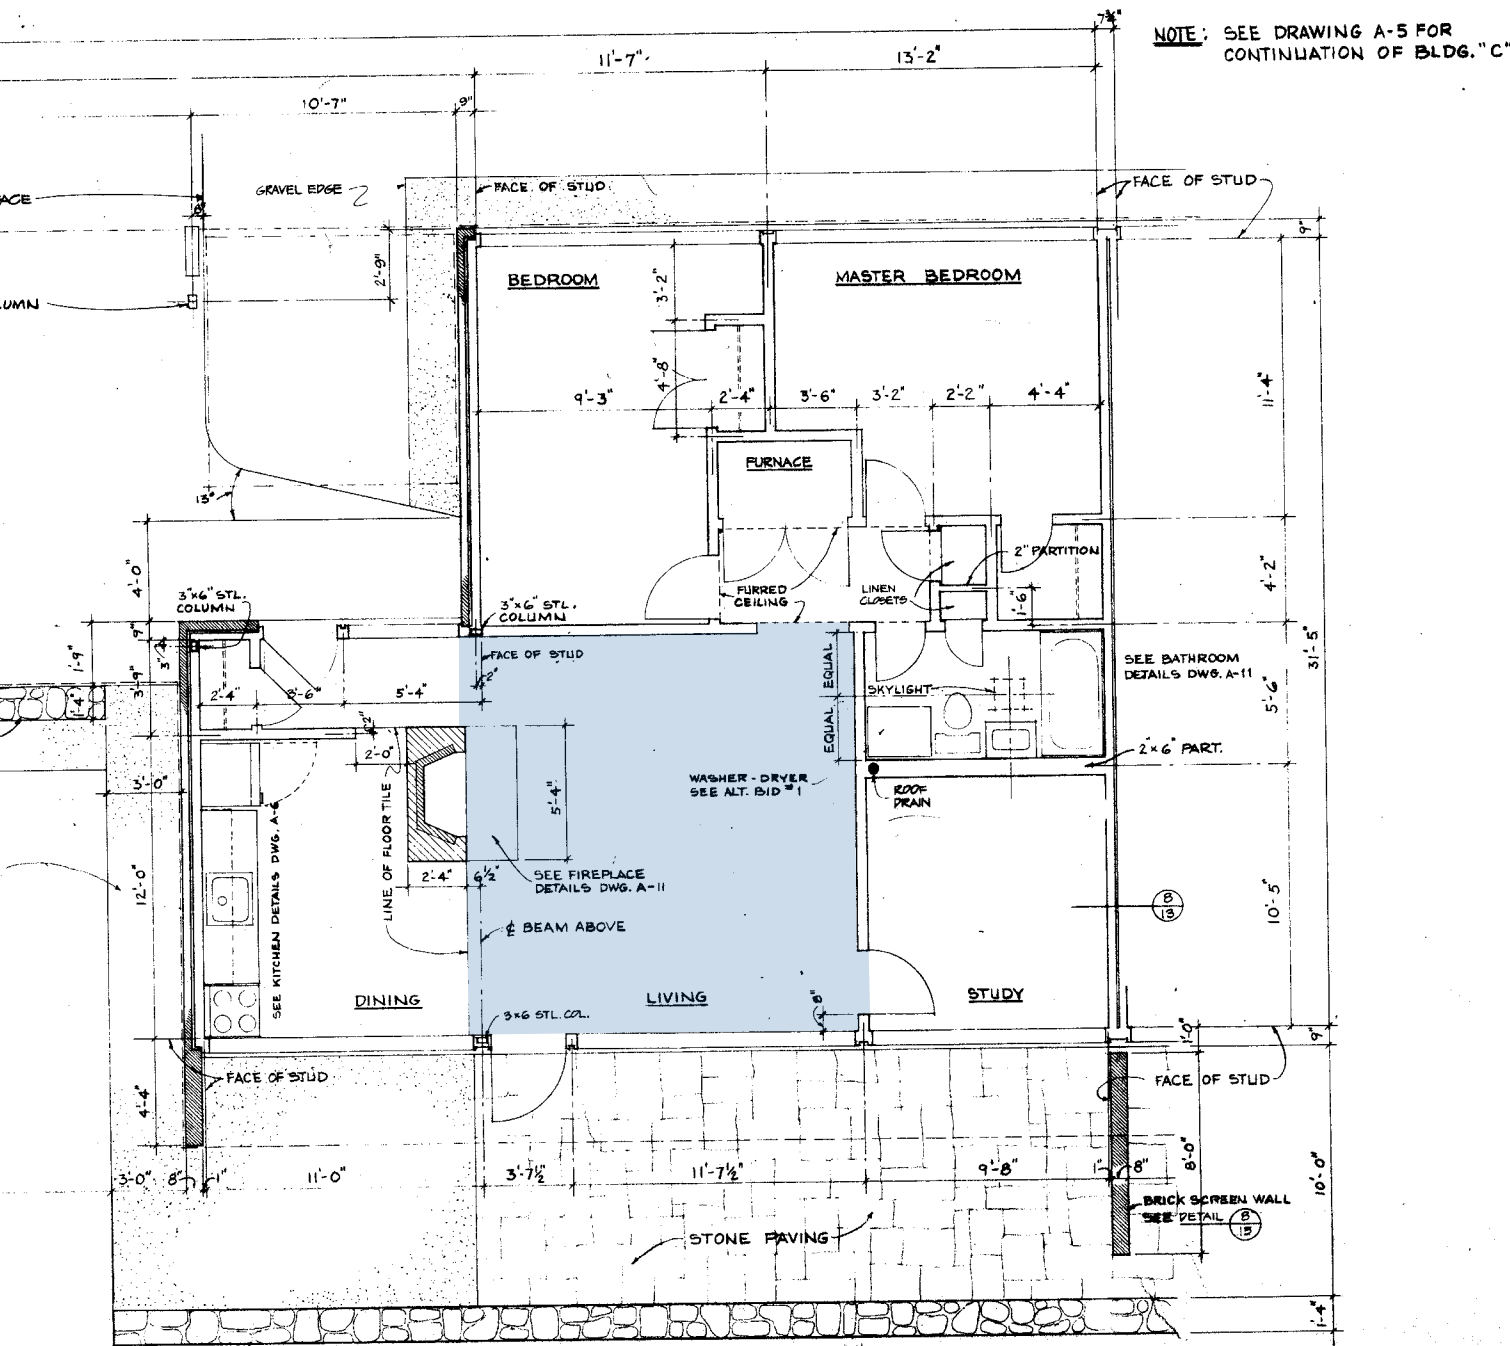 7¾"
NOTE: SEE DRAWING A-5 FOR
CONTINUATION OF BLDG. "C"
11'-7"
13'-2"
10'-7"
9"
GRAVEL EDGE
FACE OF STUD
FACE OF STUD
ACE
8"
9"
2'-9"
BEDROOM
3'-2"
MASTER BEDROOM
UMN
4'-8"
11'-4"
9'-3"
2'-4"
3'-6"
3'-2"
2'-2"
4'-4"
FURNACE
13°
2" PARTITION
4'-0"
4'-2"
3"x6" STL.
COLUMN
3"x6" STL.
COLUMN
FURRED
CEILING
LINEN
CLOSETS
1'-6"
9"
1'-9"
3'-9"
FACE OF STUD
2"
EQUAL
EQUAL
SKYLIGHT
SEE BATHROOM
DETAILS DWG. A-11
31'-5"
5'-6"
2'-4"
3'-6"
5'-4"
1'-4"
2'-0"
2"x6" PART.
3'-0"
5'-4"
WASHER-DRYER
SEE ALT. BID #1
ROOF
DRAIN
LINE OF FLOOR TILE
SEE KITCHEN DETAILS DWG. A-6
12'-0"
2'-4"
6½"
SEE FIREPLACE
DETAILS DWG. A-11
8
13
10'-5"
℄ BEAM ABOVE
DINING
LIVING
STUDY
8"
3x6 STL. COL.
1'-0"
9"
FACE OF STUD
FACE OF STUD
4'-4"
3'-0"
8"
1"
11'-0"
3'-7½"
11'-7½"
9'-8"
1"
8"
8'-0"
10'-0"
BRICK SCREEN WALL
SEE DETAIL
8
13
STONE PAVING
1'-4"